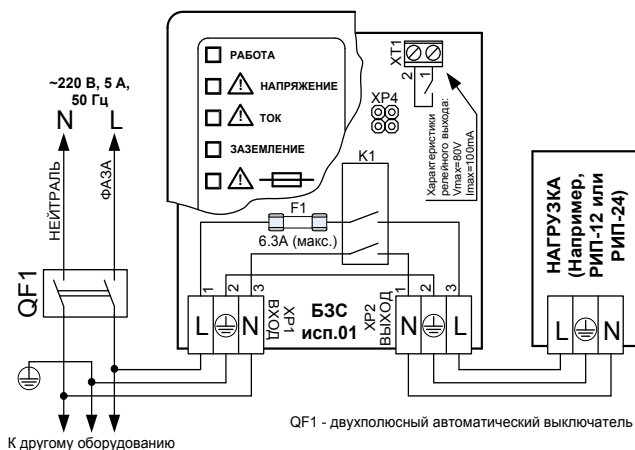 ~220 В, 5 А,
50 Гц
N L
НЕЙТРАЛЬ
ФАЗА
QF1
РАБОТА
НАПРЯЖЕНИЕ
ТОК
ЗАЗЕМЛЕНИЕ
XT1
2 1
XP4
Характеристики
релейного выхода:
Vmax=80V
Imax=100mA
K1
F1
6.3А (макс.)
1 2 3
L N
XP1
ВХОД
БЗС
исп.01
XP2
ВЫХОД
1 2 3
N L
НАГРУЗКА
(Например,
РИП-12 или
РИП-24)
L N
QF1 - двухполюсный автоматический выключатель
К другому оборудованию